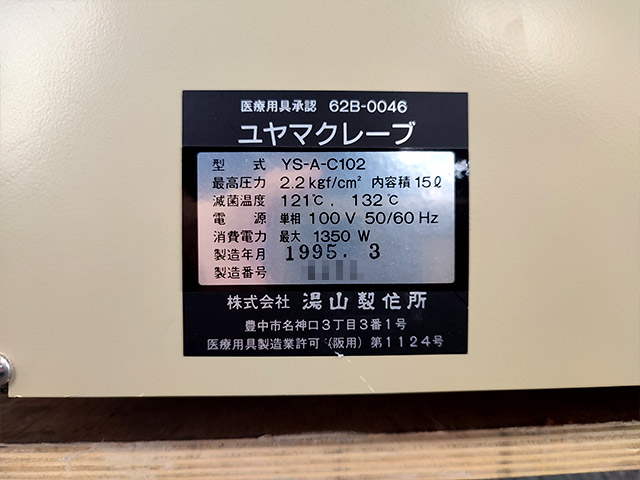 医療用具承認 62B-0046
ユヤマクレーブ
型式 YS-A-C102
最高圧力 2.2kgf/cm² 内容積15ℓ
滅菌温度 121℃, 132℃
電源 単相 100V 50/60Hz
消費電力 最大 1350W
製造年月 1995. 3
製造番号
株式会社 湯山製作所
豊中市名神口3丁目3番1号
医療用具製造業許可(阪用)第1124号